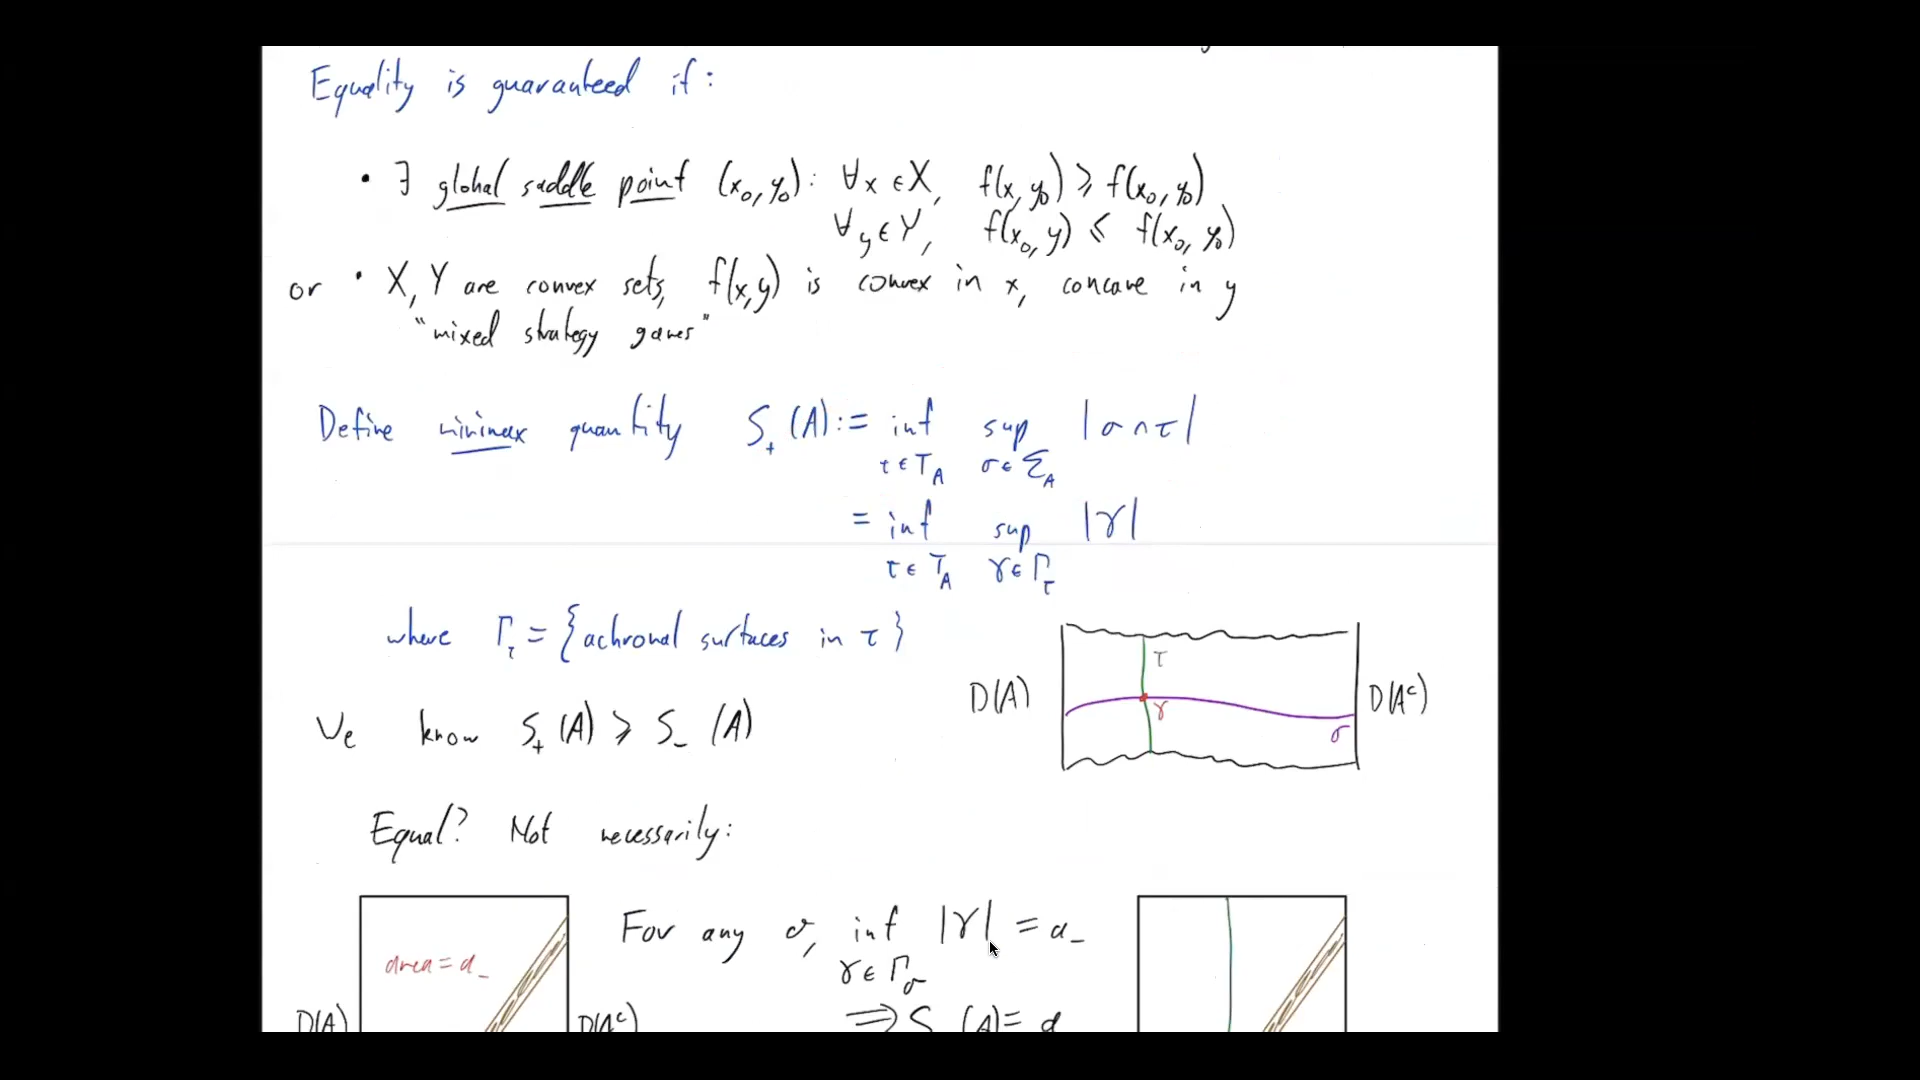 Equality is guaranteed if:
• ∃ global saddle point (x₀, y₀): ∀x ∈ X, f(x, y₀) ≥ f(x₀, y₀)
∀y ∈ Y, f(x₀, y) ≤ f(x₀, y₀)
or • X, Y are convex sets, f(x,y) is convex in x, concave in y
"mixed strategy games"
Define minimax quantity S₊(A) := inf sup |σ ∩ τ|
τ ∈ T_A σ ∈ Σ_A
= inf sup |γ|
τ ∈ T_A γ ∈ Γ_τ
where Γ_τ = {achronal surfaces in τ}
τ
D(A) D(Aᶜ)
γ
σ
We know S₊(A) ≥ S₋(A)
Equal? Not necessarily:
For any σ, inf |γ| = a₋
γ ∈ Γ_σ
area = a₋
D(A) D(Aᶜ)
⇒ S (A) = a